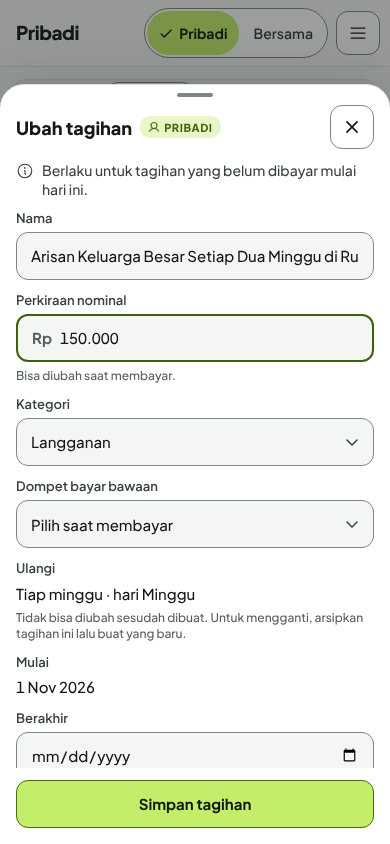 Pribadi
Pribadi
Bersama
Ubah tagihan
PRIBADI
Berlaku untuk tagihan yang belum dibayar mulai
hari ini.
Nama
Arisan Keluarga Besar Setiap Dua Minggu di Ru
Perkiraan nominal
Rp 150.000
Bisa diubah saat membayar.
Kategori
Langganan
Dompet bayar bawaan
Pilih saat membayar
Ulangi
Tiap minggu · hari Minggu
Tidak bisa diubah sesudah dibuat. Untuk mengganti, arsipkan
tagihan ini lalu buat yang baru.
Mulai
1 Nov 2026
Berakhir
mm/dd/yyyy
Simpan tagihan